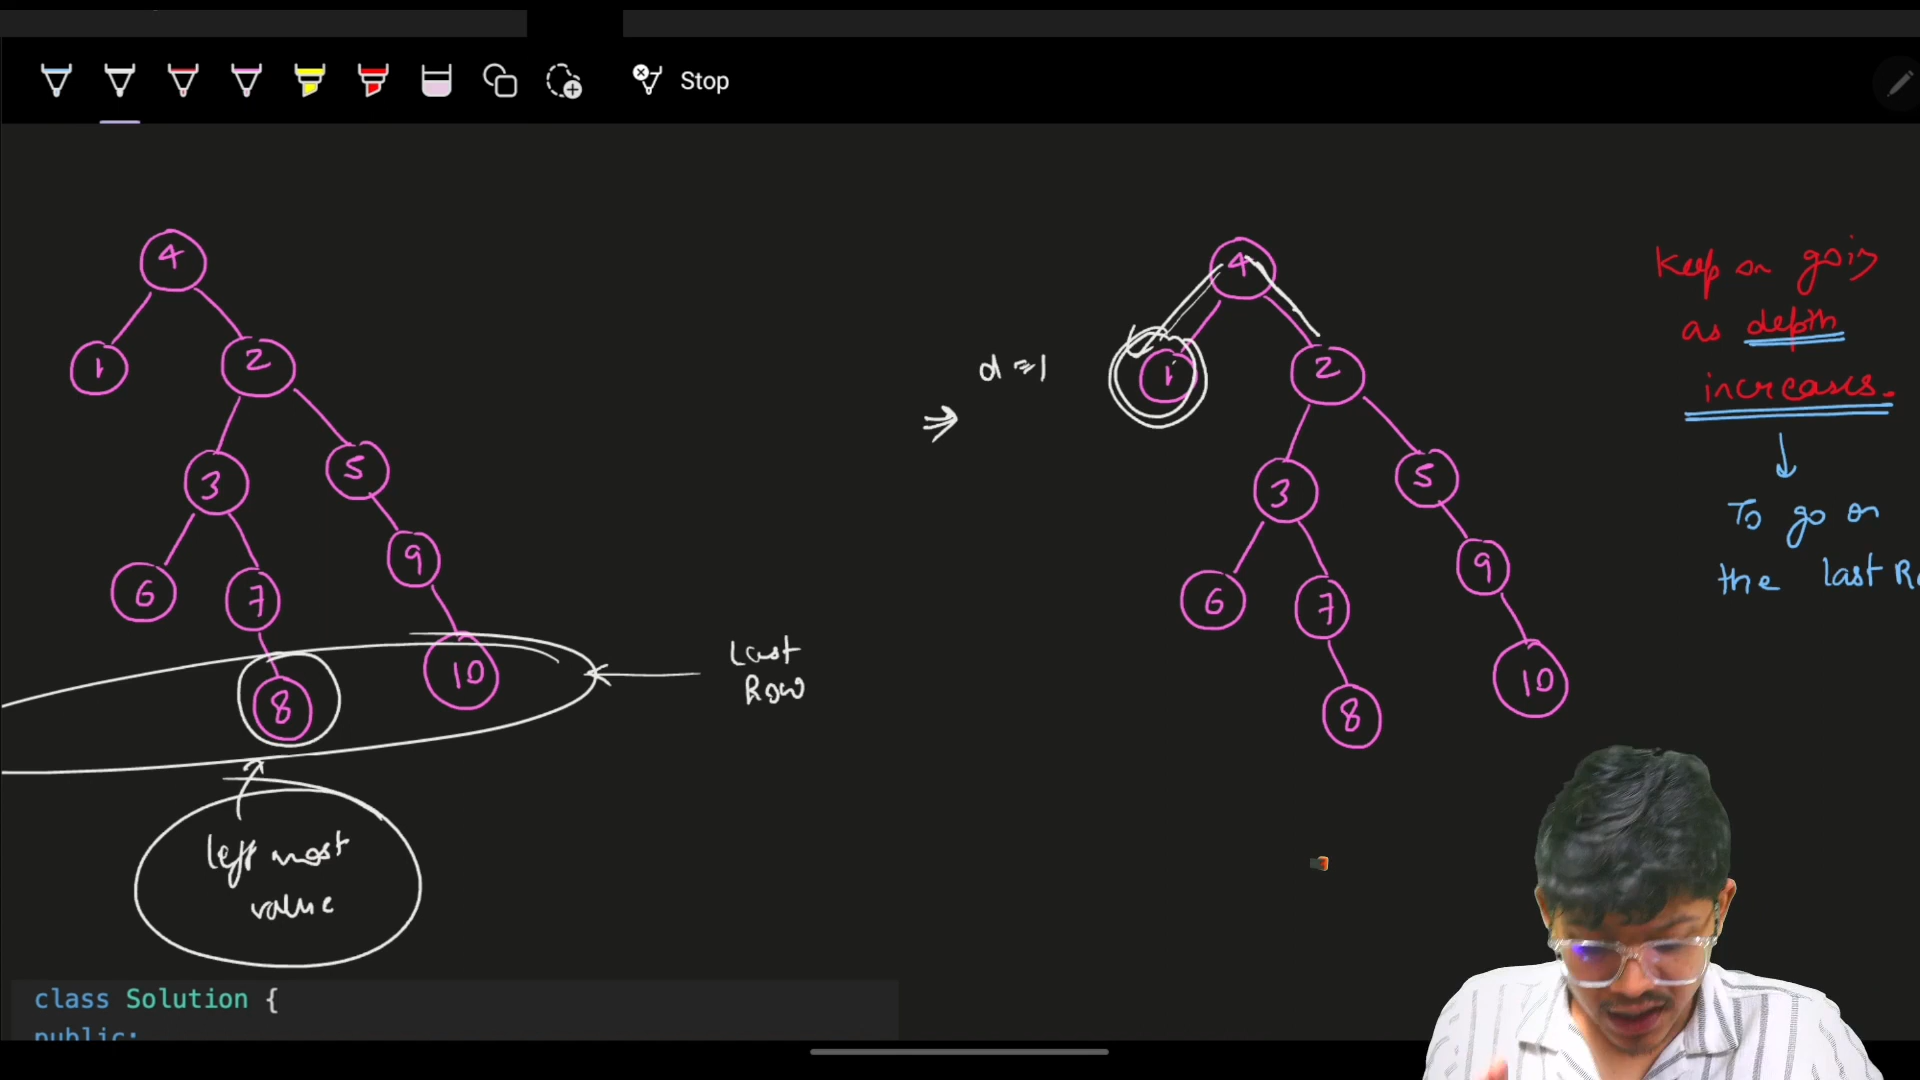 Stop
4
1
2
3
5
6
7
9
8
10
Last
Row
left most
value
d = 1
4
1
2
3
5
6
7
9
8
10
Keep on going
as depth
increases.
To go on
the last Ro
class Solution {
public: